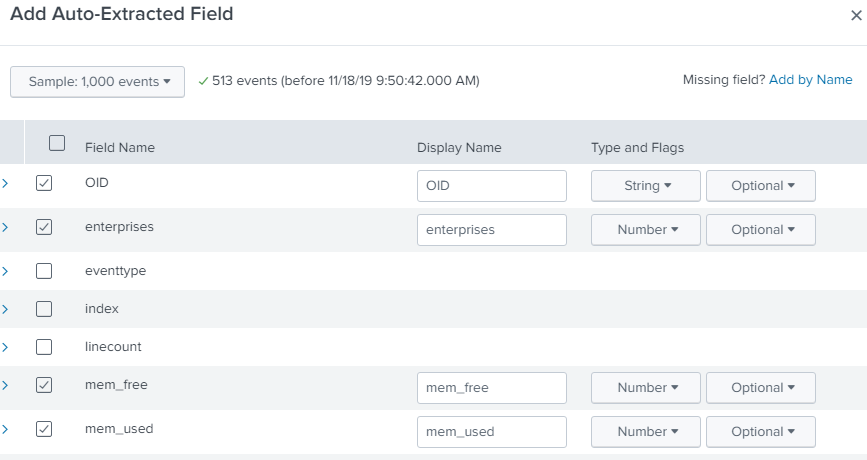 Add Auto-Extracted Field
Sample: 1,000 events 513 events (before 11/18/19 9:50:42.000 AM) Missing field? Add by Name
Field Name Display Name Type and Flags
OID OID String Optional
enterprises enterprises Number Optional
eventtype
index
linecount
mem_free mem_free Number Optional
mem_used mem_used Number Optional